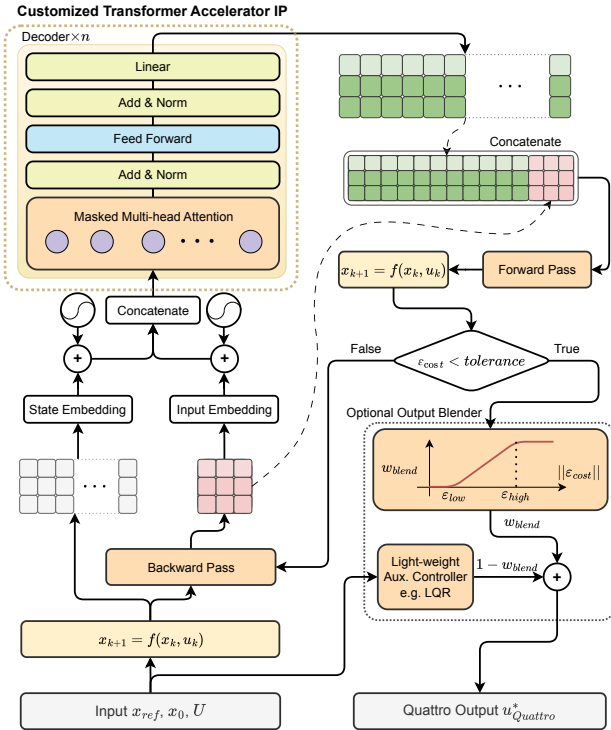 Customized Transformer Accelerator IP
Decoder×n
Linear
Add & Norm
Feed Forward
Add & Norm
Masked Multi-head Attention
• • •
Concatenate
+
+
State Embedding
Input Embedding
• • •
Backward Pass
x_{k+1} = f(x_k, u_k)
Input x_{ref}, x_0, U
• • •
Concatenate
x_{k+1} = f(x_k, u_k)
Forward Pass
False
ε_{cost} < tolerance
True
Optional Output Blender
w_{blend}
ε_{low}
ε_{high}
||ε_{cost}||
w_{blend}
Light-weight
Aux. Controller
e.g. LQR
1 − w_{blend}
+
Quattro Output u^*_{Quattro}